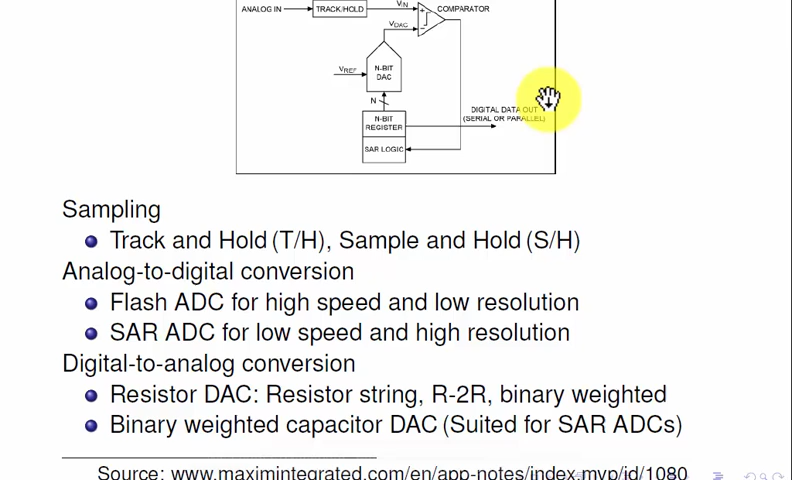 ANALOG IN
TRACK/HOLD
VIN
COMPARATOR
VDAC
VREF
N-BIT
DAC
N
N-BIT
REGISTER
DIGITAL DATA OUT
(SERIAL OR PARALLEL)
SAR LOGIC
Sampling
Track and Hold (T/H), Sample and Hold (S/H)
Analog-to-digital conversion
Flash ADC for high speed and low resolution
SAR ADC for low speed and high resolution
Digital-to-analog conversion
Resistor DAC: Resistor string, R-2R, binary weighted
Binary weighted capacitor DAC (Suited for SAR ADCs)
Source: www.maximintegrated.com/en/app-notes/index.mvp/id/1080